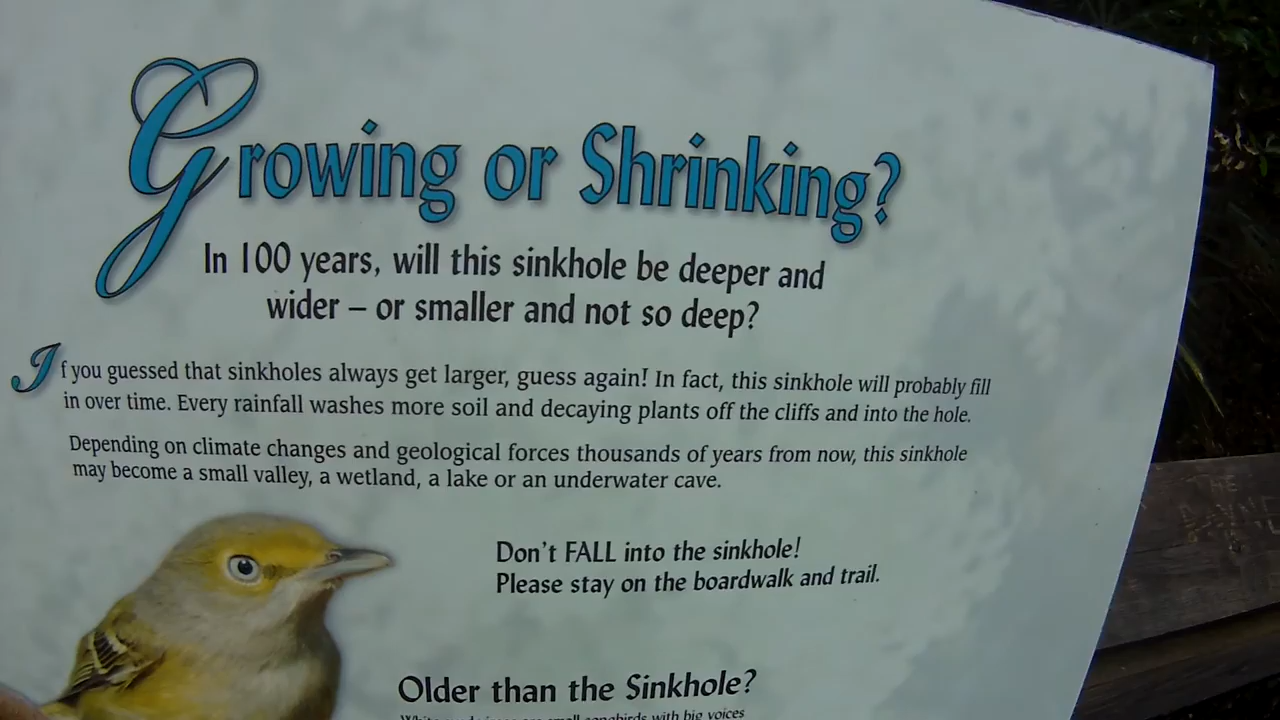 Growing or Shrinking?
In 100 years, will this sinkhole be deeper and
wider – or smaller and not so deep?
If you guessed that sinkholes always get larger, guess again! In fact, this sinkhole will probably fill
in over time. Every rainfall washes more soil and decaying plants off the cliffs and into the hole.
Depending on climate changes and geological forces thousands of years from now, this sinkhole
may become a small valley, a wetland, a lake or an underwater cave.
Don't FALL into the sinkhole!
Please stay on the boardwalk and trail.
Older than the Sinkhole?
songbirds with big voices